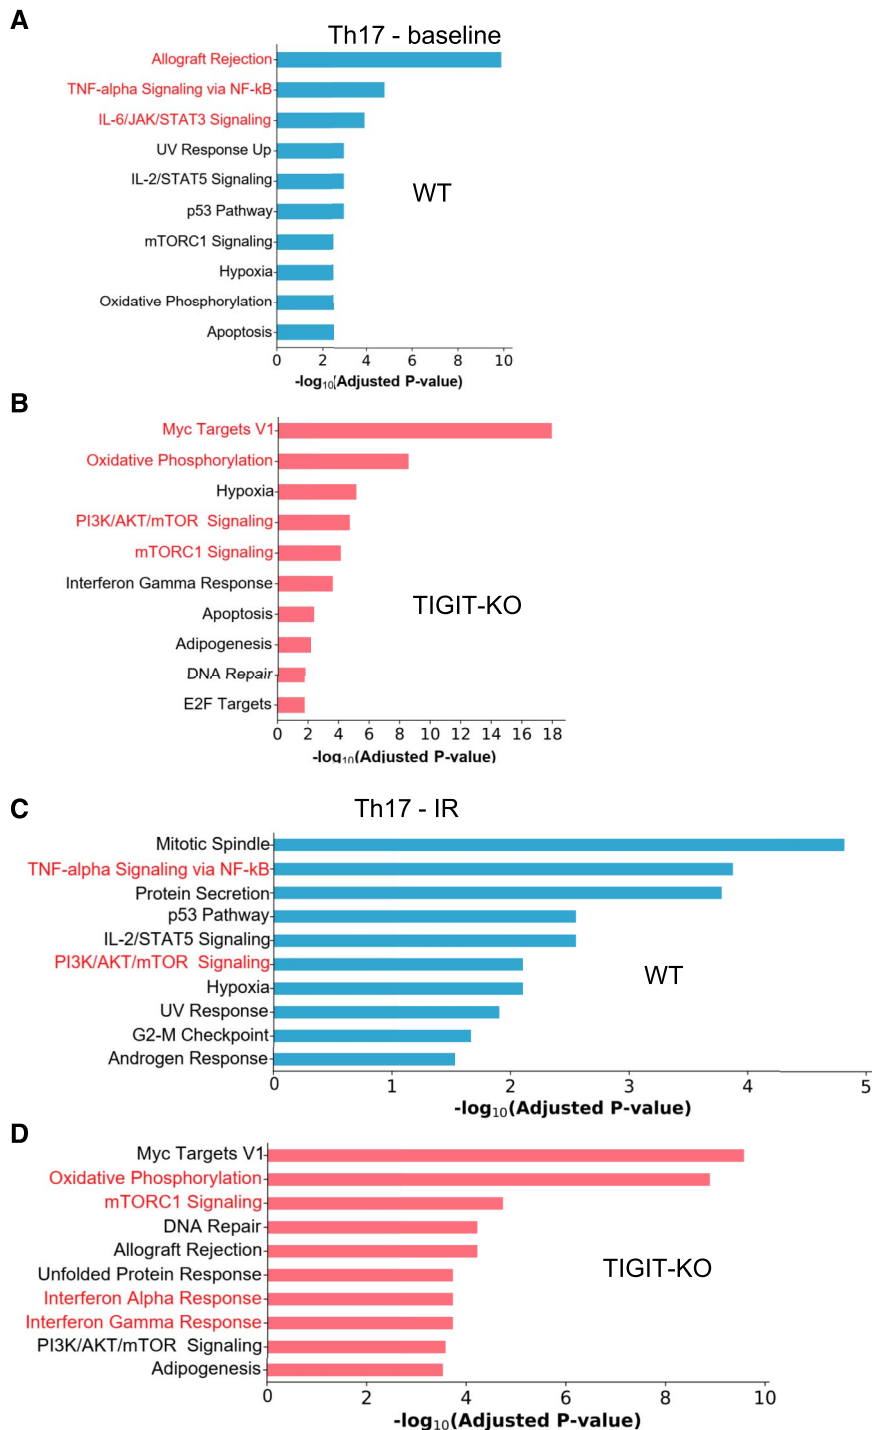 A
Th17 - baseline
Allograft Rejection
TNF-alpha Signaling via NF-kB
IL-6/JAK/STAT3 Signaling
UV Response Up
IL-2/STAT5 Signaling
WT
p53 Pathway
mTORC1 Signaling
Hypoxia
Oxidative Phosphorylation
Apoptosis
0 2 4 6 8 10
-log10(Adjusted P-value)
B
Myc Targets V1
Oxidative Phosphorylation
Hypoxia
PI3K/AKT/mTOR Signaling
mTORC1 Signaling
Interferon Gamma Response
TIGIT-KO
Apoptosis
Adipogenesis
DNA Repair
E2F Targets
0 2 4 6 8 10 12 14 16 18
-log10(Adjusted P-value)
C
Th17 - IR
Mitotic Spindle
TNF-alpha Signaling via NF-kB
Protein Secretion
p53 Pathway
IL-2/STAT5 Signaling
PI3K/AKT/mTOR Signaling
WT
Hypoxia
UV Response
G2-M Checkpoint
Androgen Response
0 1 2 3 4 5
-log10(Adjusted P-value)
D
Myc Targets V1
Oxidative Phosphorylation
mTORC1 Signaling
DNA Repair
Allograft Rejection
TIGIT-KO
Unfolded Protein Response
Interferon Alpha Response
Interferon Gamma Response
PI3K/AKT/mTOR Signaling
Adipogenesis
0 2 4 6 8 10
-log10(Adjusted P-value)